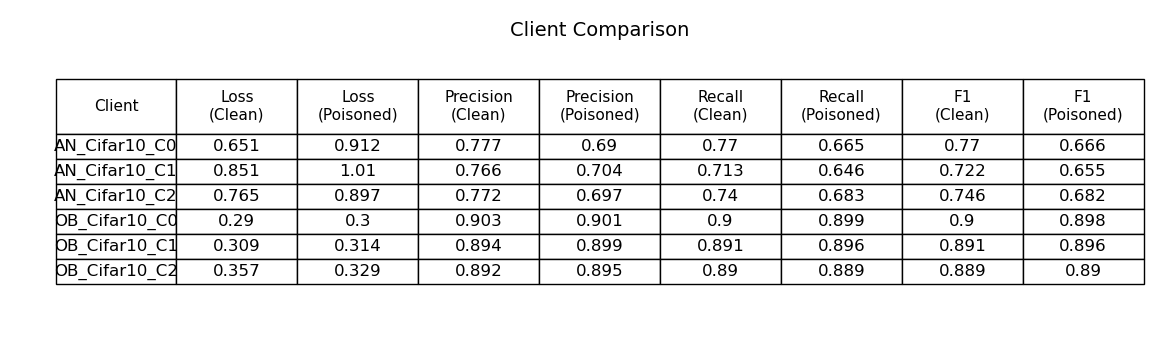 Client Comparison
Client Loss (Clean) Loss (Poisoned) Precision (Clean) Precision (Poisoned) Recall (Clean) Recall (Poisoned) F1 (Clean) F1 (Poisoned)
AN_Cifar10_C0 0.651 0.912 0.777 0.69 0.77 0.665 0.77 0.666
AN_Cifar10_C1 0.851 1.01 0.766 0.704 0.713 0.646 0.722 0.655
AN_Cifar10_C2 0.765 0.897 0.772 0.697 0.74 0.683 0.746 0.682
OB_Cifar10_C0 0.29 0.3 0.903 0.901 0.9 0.899 0.9 0.898
OB_Cifar10_C1 0.309 0.314 0.894 0.899 0.891 0.896 0.891 0.896
OB_Cifar10_C2 0.357 0.329 0.892 0.895 0.89 0.889 0.889 0.89